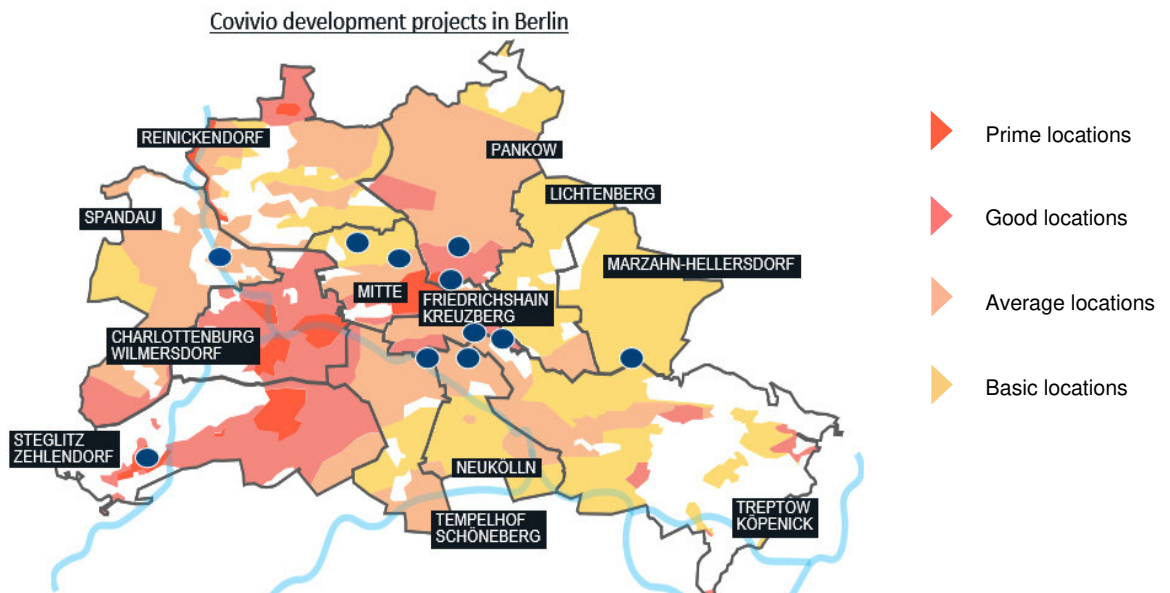 Covivio development projects in Berlin
REINICKENDORF
PANKOW
LICHTENBERG
SPANDAU
MARZAHN-HELLERSDORF
MITTE
FRIEDRICHSHAIN
KREUZBERG
CHARLOTTENBURG
WILMERSDORF
STEGLITZ
ZEHLENDORF
NEUKÖLLN
TEMPELHOF
SCHÖNEBERG
TREPTOW
KÖPENICK
Prime locations
Good locations
Average locations
Basic locations